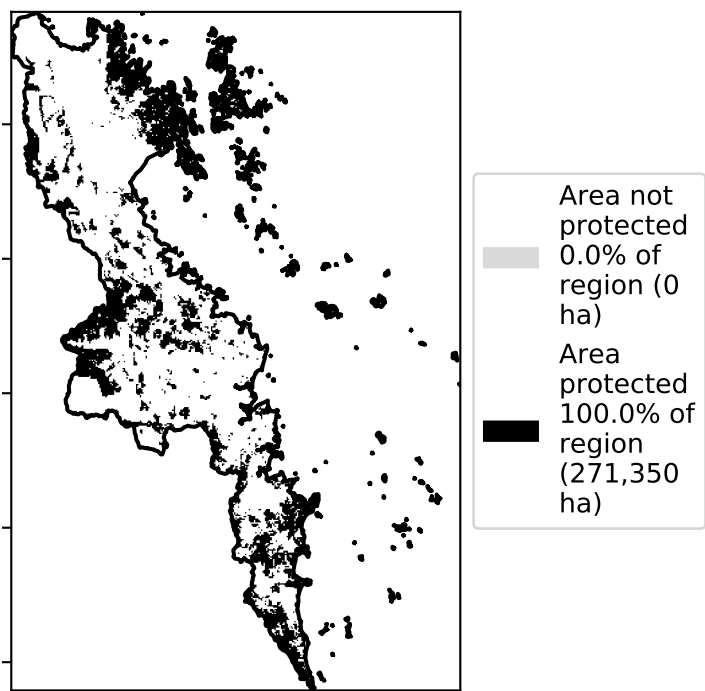 Area not
protected
0.0% of
region (0
ha)
Area
protected
100.0% of
region
(271,350
ha)